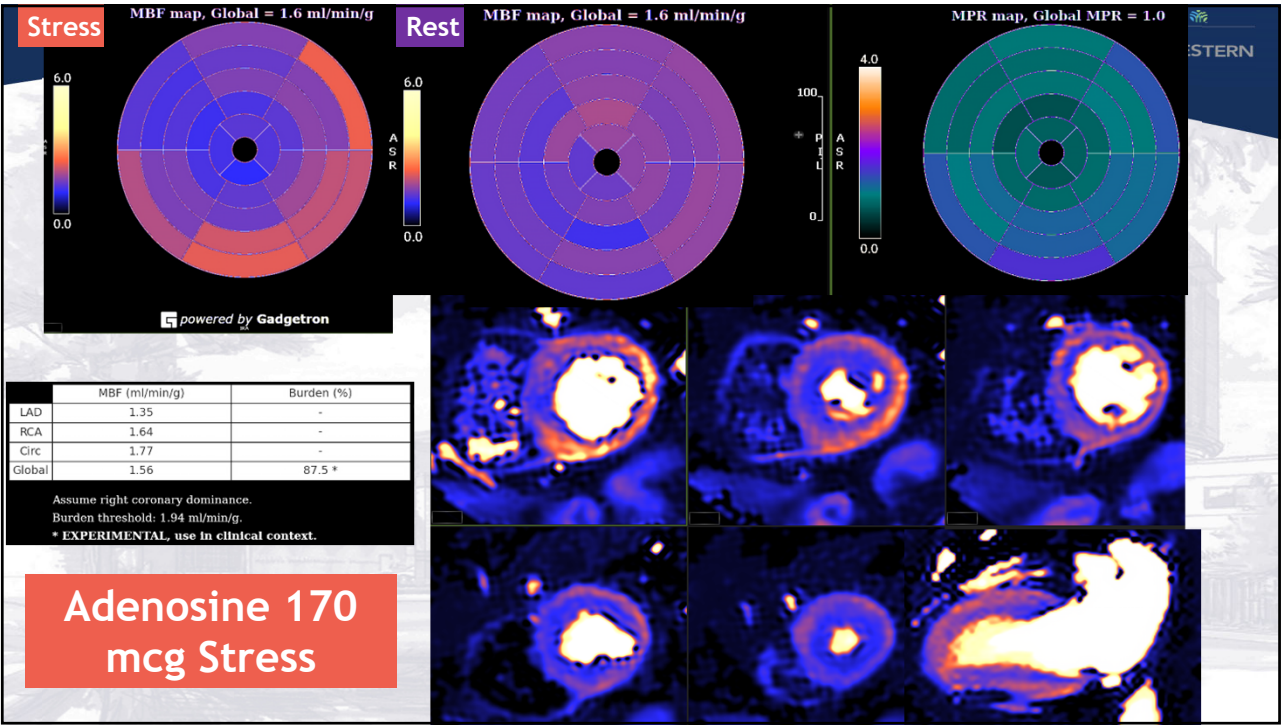 Stress
MBF map, Global = 1.6 ml/min/g
Rest
MBF map, Global = 1.6 ml/min/g
MPR map, Global MPR = 1.0
STERN
6.0
0.0
A
S
R
6.0
0.0
100
0
P
I
L
A
S
R
4.0
0.0
powered by Gadgetron
MBF (ml/min/g) Burden (%)
LAD 1.35 -
RCA 1.64 -
Circ 1.77 -
Global 1.56 87.5 *
Assume right coronary dominance.
Burden threshold: 1.94 ml/min/g.
* EXPERIMENTAL, use in clinical context.
Adenosine 170
mcg Stress